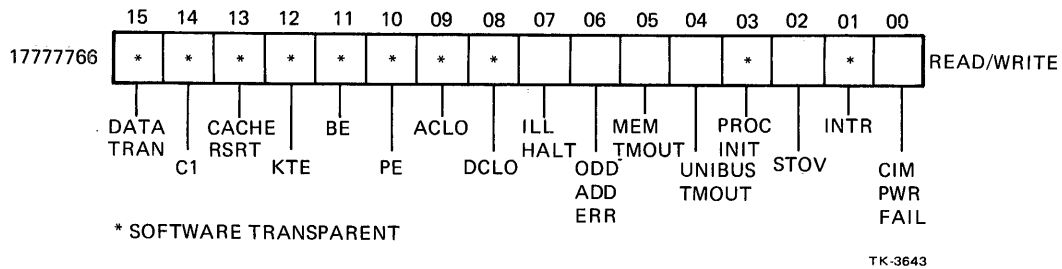 15 14 13 12 11 10 09 08 07 06 05 04 03 02 01 00
17777766 * * * * * * * * * * READ/WRITE
DATA TRAN
C1
CACHE RSRT
KTE
BE
PE
ACLO
DCLO
ILL HALT
ODD ADD ERR
MEM TMOUT
UNIBUS TMOUT
PROC INIT
STOV
INTR
CIM PWR FAIL
* SOFTWARE TRANSPARENT
TK-3643